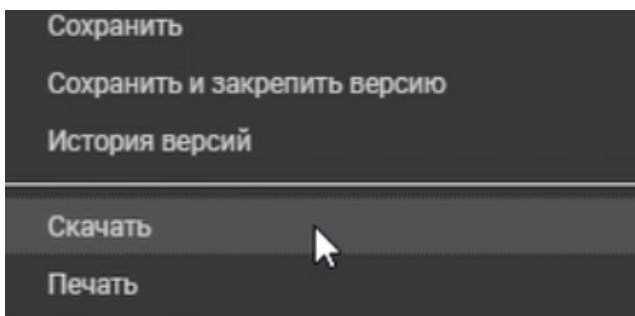 Сохранить
Сохранить и закрепить версию
История версий
Скачать
Печать